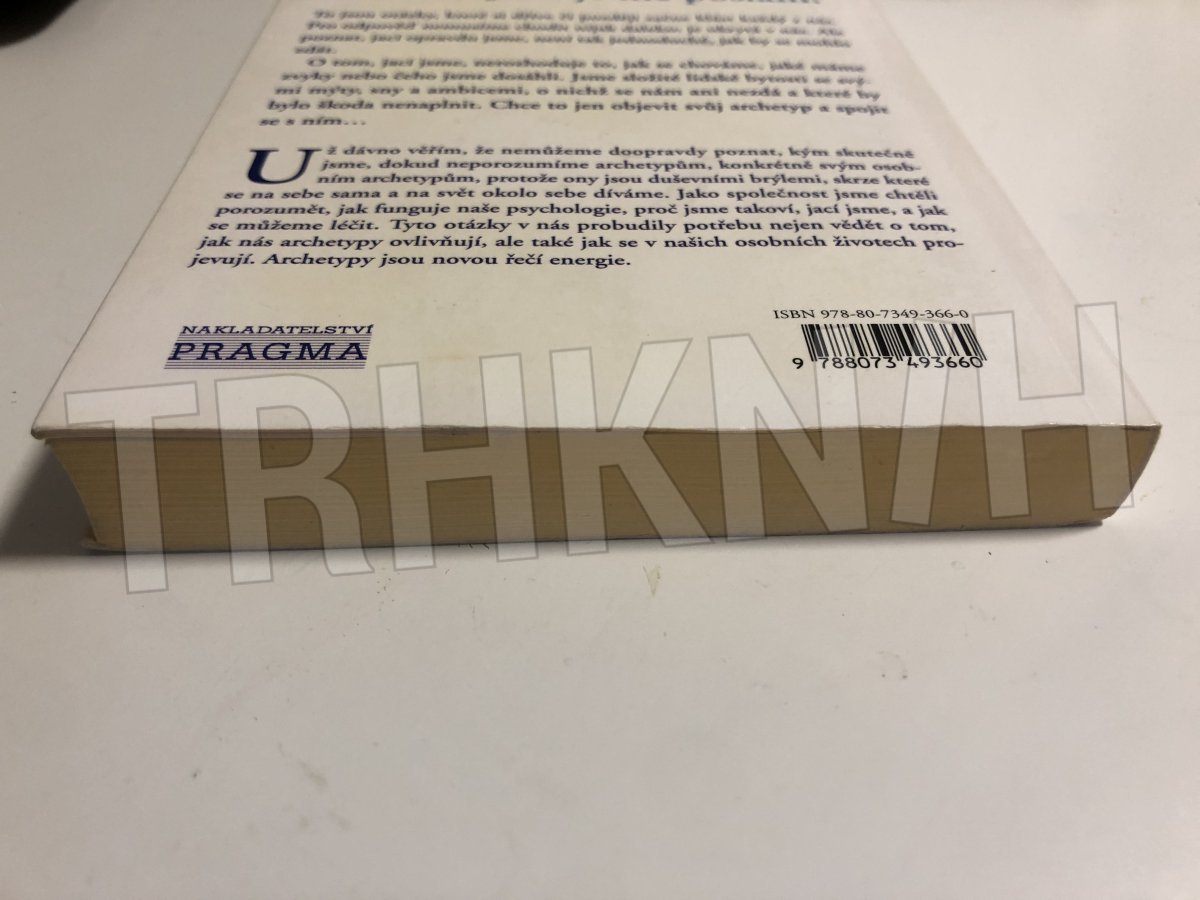 O tom, jací jsme, nerozhoduje to, jak se chováme, jaké máme
zvyky nebo čeho jsme dosáhli. Jsme složité lidské bytosti se svý-
mi mýty, sny a ambicemi, o nichž se nám ani nezdá a které by
bylo škoda nenaplnit. Chce to jen objevit svůj archetyp a spojit
se s ním...
Už dávno věřím, že nemůžeme doopravdy poznat, kým skutečně
jsme, dokud neporozumíme archetypům, konkrétně svým osob-
ním archetypům, protože ony jsou duševními brýlemi, skrze které
se na sebe sama a na svět okolo sebe díváme. Jako společnost jsme chtěli
porozumět, jak funguje naše psychologie, proč jsme takoví, jací jsme, a jak
se můžeme léčit. Tyto otázky v nás probudily potřebu nejen vědět o tom,
jak nás archetypy ovlivňují, ale také jak se v našich osobních životech pro-
jevují. Archetypy jsou novou řečí energie.
ISBN 978-80-7349-366-0
NAKLADATELSTVÍ
PRAGMA
9 788073 493660
TRHKNI/H